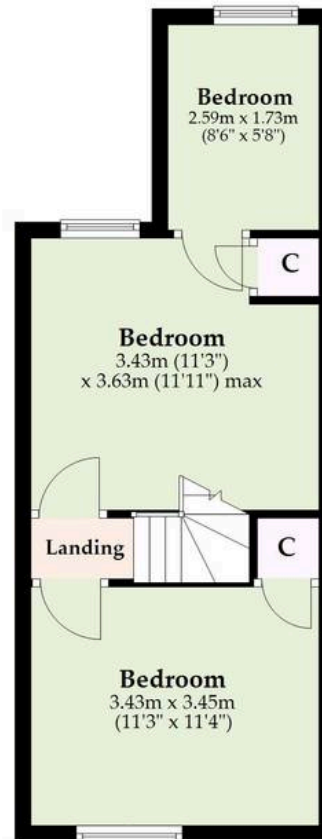 Bedroom
2.59m x 1.73m
(8'6" x 5'8")
C
Bedroom
3.43m (11'3")
x 3.63m (11'11") max
Landing
C
Bedroom
3.43m x 3.45m
(11'3" x 11'4")